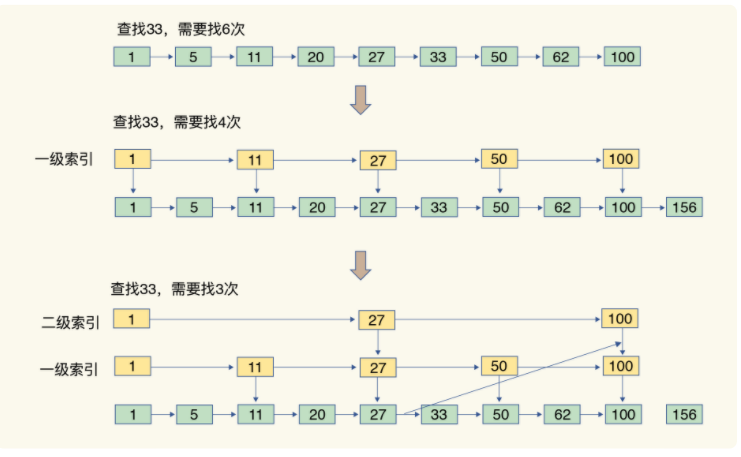 查找33，需要找6次
1 5 11 20 27 33 50 62 100
查找33，需要找4次
一级索引 1 11 27 50 100
1 5 11 20 27 33 50 62 100 156
查找33，需要找3次
二级索引 1 27 100
一级索引 1 11 27 50 100
1 5 11 20 27 33 50 62 100 156